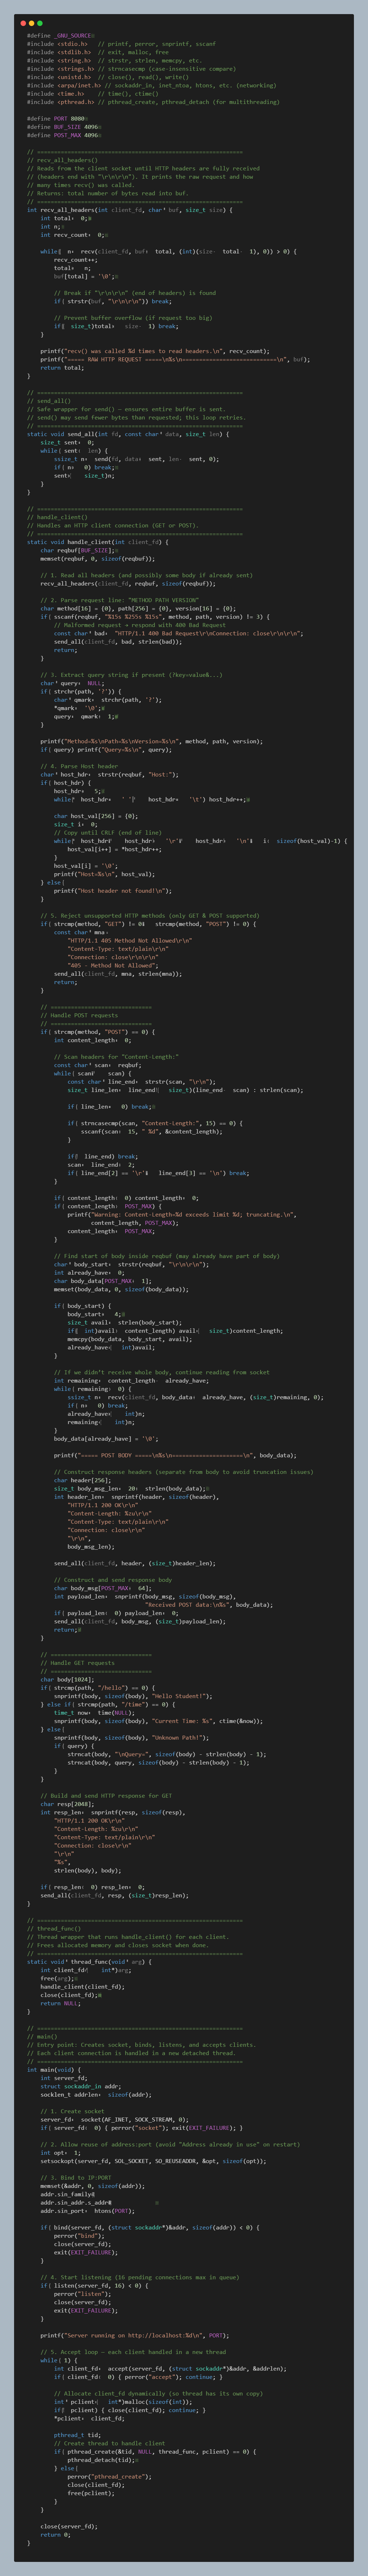 #define _GNU_SOURCE
#include <stdio.h> // printf, perror, snprintf, sscanf
#include <stdlib.h> // exit, malloc, free
#include <string.h> // strstr, strlen, memcpy, etc.
#include <strings.h> // strncasecmp (case-insensitive compare)
#include <unistd.h> // close(), read(), write()
#include <arpa/inet.h> // sockaddr_in, inet_ntoa, htons, etc. (networking)
#include <time.h> // time(), ctime()
#include <pthread.h> // pthread_create, pthread_detach (for multithreading)
#define PORT 8080
#define BUF_SIZE 4096
#define POST_MAX 4096
// =============================================================
// recv_all_headers()
// Reads from the client socket until HTTP headers are fully received
// (headers end with "\r\n\r\n"). It prints the raw request and how
// many times recv() was called.
// Returns: total number of bytes read into buf.
// =============================================================
int recv_all_headers(int client_fd, char buf, size_t size) {
int total 0;
int n;
int recv_count 0;
while n recv(client_fd, buf total, (int)(size total 1), 0)) > 0) {
recv_count++;
total n;
buf[total] = '\0';
// Break if "\r\n\r\n" (end of headers) is found
if strstr(buf, "\r\n\r\n")) break;
// Prevent buffer overflow (if request too big)
if size_t)total size 1) break;
}
printf("recv() was called %d times to read headers.\n", recv_count);
printf("===== RAW HTTP REQUEST =====\n%s\n============================\n", buf);
return total;
}
// =============================================================
// send_all()
// Safe wrapper for send() — ensures entire buffer is sent.
// send() may send fewer bytes than requested; this loop retries.
// =============================================================
static void send_all(int fd, const char data, size_t len) {
size_t sent 0;
while sent len) {
ssize_t n send(fd, data sent, len sent, 0);
if n 0) break;
sent size_t)n;
}
}
// =============================================================
// handle_client()
// Handles an HTTP client connection (GET or POST).
// =============================================================
static void handle_client(int client_fd) {
char reqbuf[BUF_SIZE];
memset(reqbuf, 0, sizeof(reqbuf));
// 1. Read all headers (and possibly some body if already sent)
recv_all_headers(client_fd, reqbuf, sizeof(reqbuf));
// 2. Parse request line: "METHOD PATH VERSION"
char method[16] = {0}, path[256] = {0}, version[16] = {0};
if sscanf(reqbuf, "%15s %255s %15s", method, path, version) != 3) {
// Malformed request → respond with 400 Bad Request
const char bad "HTTP/1.1 400 Bad Request\r\nConnection: close\r\n\r\n";
send_all(client_fd, bad, strlen(bad));
return;
}
// 3. Extract query string if present (?key=value&...)
char query NULL;
if strchr(path, '?')) {
char qmark strchr(path, '?');
*qmark '\0';
query qmark 1;
}
printf("Method=%s\nPath=%s\nVersion=%s\n", method, path, version);
if query) printf("Query=%s\n", query);
// 4. Parse Host header
char host_hdr strstr(reqbuf, "Host:");
if host_hdr) {
host_hdr 5;
while host_hdr ' ' host_hdr '\t') host_hdr++;
char host_val[256] = {0};
size_t i 0;
// Copy until CRLF (end of line)
while host_hdr host_hdr '\r' host_hdr '\n' i sizeof(host_val)-1) {
host_val[i++] = *host_hdr++;
}
host_val[i] = '\0';
printf("Host=%s\n", host_val);
} else
printf("Host header not found!\n");
}
// 5. Reject unsupported HTTP methods (only GET & POST supported)
if strcmp(method, "GET") != 0 strcmp(method, "POST") != 0) {
const char mna
"HTTP/1.1 405 Method Not Allowed\r\n"
"Content-Type: text/plain\r\n"
"Connection: close\r\n\r\n"
"405 - Method Not Allowed";
send_all(client_fd, mna, strlen(mna));
return;
}
// ==============================
// Handle POST requests
// ==============================
if strcmp(method, "POST") == 0) {
int content_length 0;
// Scan headers for "Content-Length:"
const char scan reqbuf;
while scan scan) {
const char line_end strstr(scan, "\r\n");
size_t line_len line_end size_t)(line_end scan) : strlen(scan);
if line_len 0) break;
if strncasecmp(scan, "Content-Length:", 15) == 0) {
sscanf(scan 15, " %d", &content_length);
}
if line_end) break;
scan line_end 2;
if line_end[2] == '\r' line_end[3] == '\n') break;
}
if content_length 0) content_length 0;
if content_length POST_MAX) {
printf("Warning: Content-Length=%d exceeds limit %d; truncating.\n",
content_length, POST_MAX);
content_length POST_MAX;
}
// Find start of body inside reqbuf (may already have part of body)
char body_start strstr(reqbuf, "\r\n\r\n");
int already_have 0;
char body_data[POST_MAX 1];
memset(body_data, 0, sizeof(body_data));
if body_start) {
body_start 4;
size_t avail strlen(body_start);
if int)avail content_length) avail size_t)content_length;
memcpy(body_data, body_start, avail);
already_have int)avail;
}
// If we didn't receive whole body, continue reading from socket
int remaining content_length already_have;
while remaining 0) {
ssize_t n recv(client_fd, body_data already_have, (size_t)remaining, 0);
if n 0) break;
already_have int)n;
remaining int)n;
}
body_data[already_have] = '\0';
printf("===== POST BODY =====\n%s\n=====================\n", body_data);
// Construct response headers (separate from body to avoid truncation issues)
char header[256];
size_t body_msg_len 20 strlen(body_data);
int header_len snprintf(header, sizeof(header),
"HTTP/1.1 200 OK\r\n"
"Content-Length: %zu\r\n"
"Content-Type: text/plain\r\n"
"Connection: close\r\n"
"\r\n",
body_msg_len);
send_all(client_fd, header, (size_t)header_len);
// Construct and send response body
char body_msg[POST_MAX 64];
int payload_len snprintf(body_msg, sizeof(body_msg),
"Received POST data:\n%s", body_data);
if payload_len 0) payload_len 0;
send_all(client_fd, body_msg, (size_t)payload_len);
return;
}
// ==============================
// Handle GET requests
// ==============================
char body[1024];
if strcmp(path, "/hello") == 0) {
snprintf(body, sizeof(body), "Hello Student!");
} else if strcmp(path, "/time") == 0) {
time_t now time(NULL);
snprintf(body, sizeof(body), "Current Time: %s", ctime(&now));
} else
snprintf(body, sizeof(body), "Unknown Path!");
if query) {
strncat(body, "\nQuery=", sizeof(body) - strlen(body) - 1);
strncat(body, query, sizeof(body) - strlen(body) - 1);
}
}
// Build and send HTTP response for GET
char resp[2048];
int resp_len snprintf(resp, sizeof(resp),
"HTTP/1.1 200 OK\r\n"
"Content-Length: %zu\r\n"
"Content-Type: text/plain\r\n"
"Connection: close\r\n"
"\r\n"
"%s",
strlen(body), body);
if resp_len 0) resp_len 0;
send_all(client_fd, resp, (size_t)resp_len);
}
// =============================================================
// thread_func()
// Thread wrapper that runs handle_client() for each client.
// Frees allocated memory and closes socket when done.
// =============================================================
static void thread_func(void arg) {
int client_fd int*)arg;
free(arg);
handle_client(client_fd);
close(client_fd);
return NULL;
}
// =============================================================
// main()
// Entry point: Creates socket, binds, listens, and accepts clients.
// Each client connection is handled in a new detached thread.
// =============================================================
int main(void) {
int server_fd;
struct sockaddr_in addr;
socklen_t addrlen sizeof(addr);
// 1. Create socket
server_fd socket(AF_INET, SOCK_STREAM, 0);
if server_fd 0) { perror("socket"); exit(EXIT_FAILURE); }
// 2. Allow reuse of address:port (avoid "Address already in use" on restart)
int opt 1;
setsockopt(server_fd, SOL_SOCKET, SO_REUSEADDR, &opt, sizeof(opt));
// 3. Bind to IP:PORT
memset(&addr, 0, sizeof(addr));
addr.sin_family
addr.sin_addr.s_addr
addr.sin_port htons(PORT);
if bind(server_fd, (struct sockaddr*)&addr, sizeof(addr)) < 0) {
perror("bind");
close(server_fd);
exit(EXIT_FAILURE);
}
// 4. Start listening (16 pending connections max in queue)
if listen(server_fd, 16) < 0) {
perror("listen");
close(server_fd);
exit(EXIT_FAILURE);
}
printf("Server running on http://localhost:%d\n", PORT);
// 5. Accept loop — each client handled in a new thread
while 1) {
int client_fd accept(server_fd, (struct sockaddr*)&addr, &addrlen);
if client_fd 0) { perror("accept"); continue; }
// Allocate client_fd dynamically (so thread has its own copy)
int pclient int*)malloc(sizeof(int));
if pclient) { close(client_fd); continue; }
*pclient client_fd;
pthread_t tid;
// Create thread to handle client
if pthread_create(&tid, NULL, thread_func, pclient) == 0) {
pthread_detach(tid);
} else
perror("pthread_create");
close(client_fd);
free(pclient);
}
}
close(server_fd);
return 0;
}